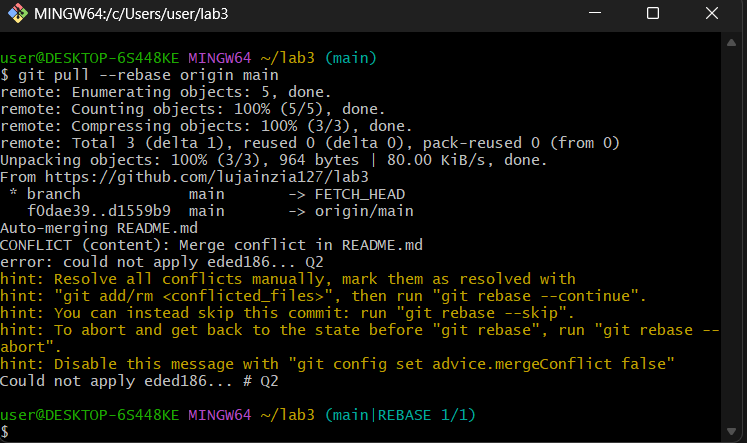 MINGW64:/c/Users/user/lab3
user@DESKTOP-6S448KE MINGW64 ~/lab3 (main)
$ git pull --rebase origin main
remote: Enumerating objects: 5, done.
remote: Counting objects: 100% (5/5), done.
remote: Compressing objects: 100% (3/3), done.
remote: Total 3 (delta 1), reused 0 (delta 0), pack-reused 0 (from 0)
Unpacking objects: 100% (3/3), 964 bytes | 80.00 KiB/s, done.
From https://github.com/lujainzia127/lab3
 * branch            main       -> FETCH_HEAD
   f0dae39..d1559b9  main       -> origin/main
Auto-merging README.md
CONFLICT (content): Merge conflict in README.md
error: could not apply eded186... Q2
hint: Resolve all conflicts manually, mark them as resolved with
hint: "git add/rm <conflicted_files>", then run "git rebase --continue".
hint: You can instead skip this commit: run "git rebase --skip".
hint: To abort and get back to the state before "git rebase", run "git rebase --
abort".
hint: Disable this message with "git config set advice.mergeConflict false"
Could not apply eded186... # Q2
user@DESKTOP-6S448KE MINGW64 ~/lab3 (main|REBASE 1/1)
$